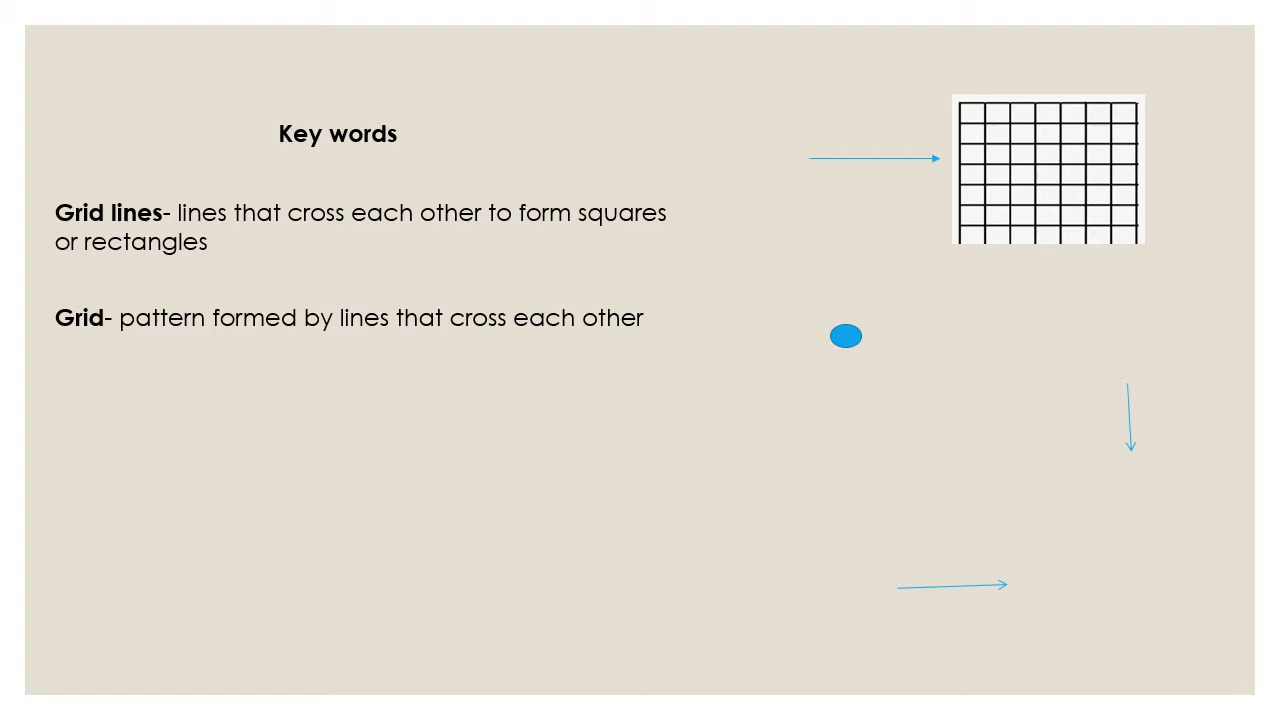 Key words
Grid lines- lines that cross each other to form squares
or rectangles
Grid- pattern formed by lines that cross each other